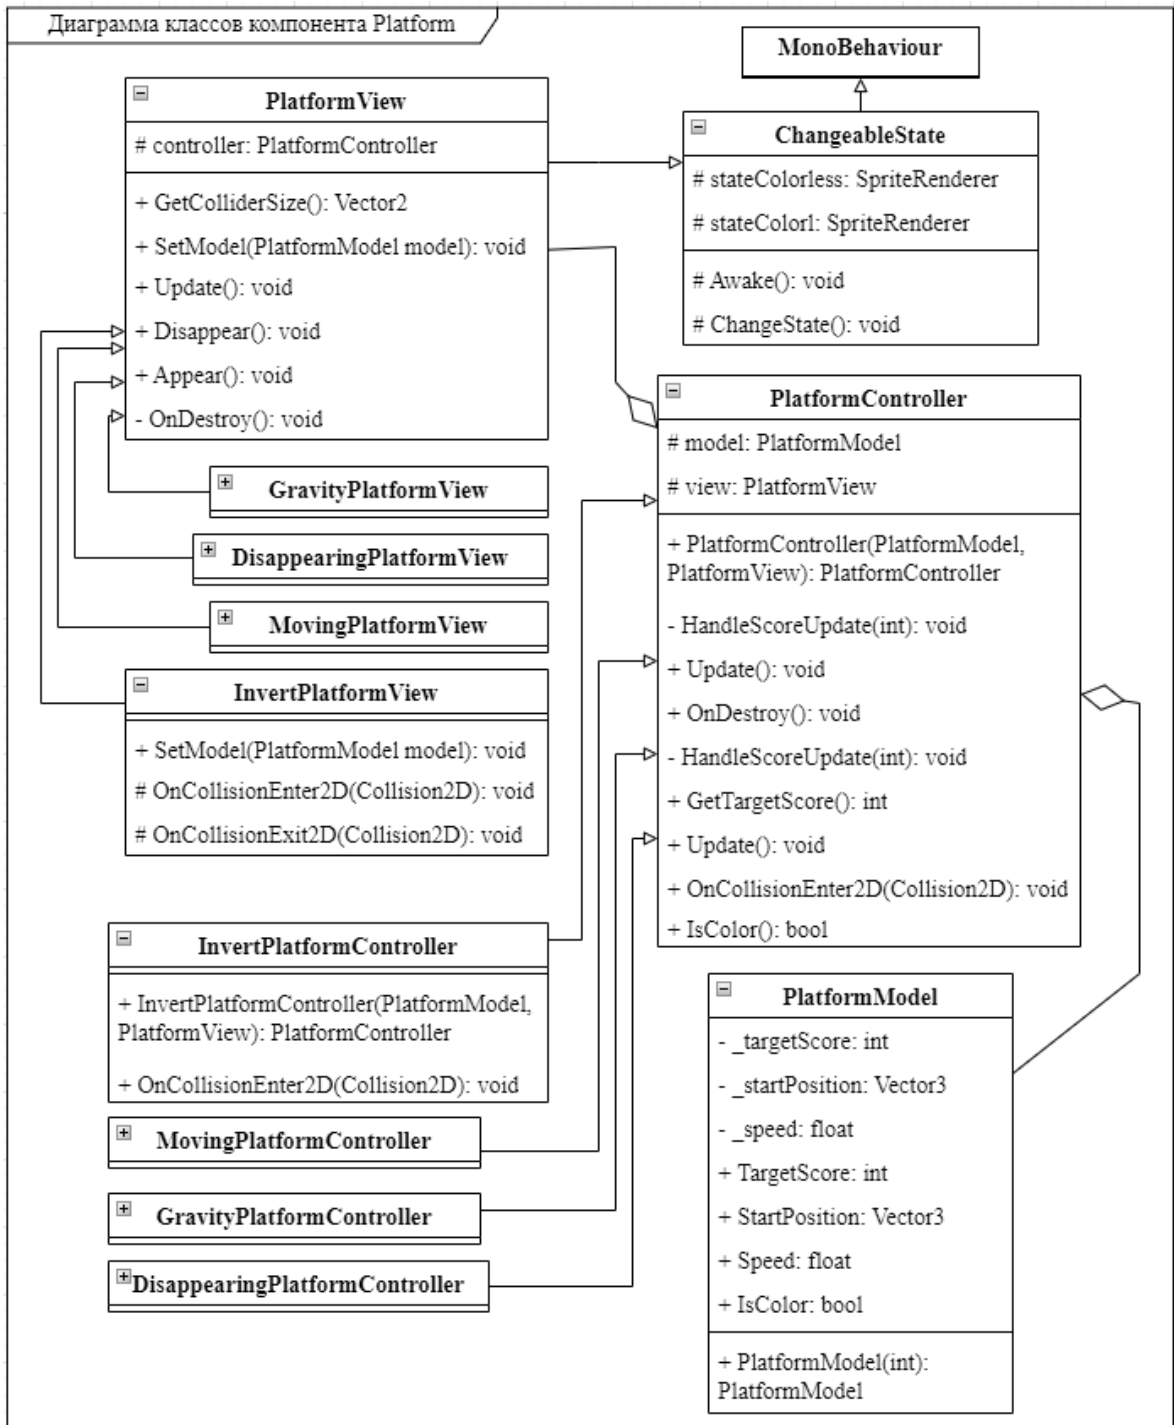 Диаграмма классов компонента Platform
MonoBehaviour
PlatformView
# controller: PlatformController
+ GetColliderSize(): Vector2
+ SetModel(PlatformModel model): void
+ Update(): void
+ Disappear(): void
+ Appear(): void
- OnDestroy(): void
ChangeableState
# stateColorless: SpriteRenderer
# stateColorl: SpriteRenderer
# Awake(): void
# ChangeState(): void
GravityPlatformView
DisappearingPlatformView
MovingPlatformView
InvertPlatformView
+ SetModel(PlatformModel model): void
# OnCollisionEnter2D(Collision2D): void
# OnCollisionExit2D(Collision2D): void
PlatformController
# model: PlatformModel
# view: PlatformView
+ PlatformController(PlatformModel,
PlatformView): PlatformController
- HandleScoreUpdate(int): void
+ Update(): void
+ OnDestroy(): void
- HandleScoreUpdate(int): void
+ GetTargetScore(): int
+ Update(): void
+ OnCollisionEnter2D(Collision2D): void
+ IsColor(): bool
InvertPlatformController
+ InvertPlatformController(PlatformModel,
PlatformView): PlatformController
+ OnCollisionEnter2D(Collision2D): void
MovingPlatformController
GravityPlatformController
DisappearingPlatformController
PlatformModel
- _targetScore: int
- _startPosition: Vector3
- _speed: float
+ TargetScore: int
+ StartPosition: Vector3
+ Speed: float
+ IsColor: bool
+ PlatformModel(int):
PlatformModel